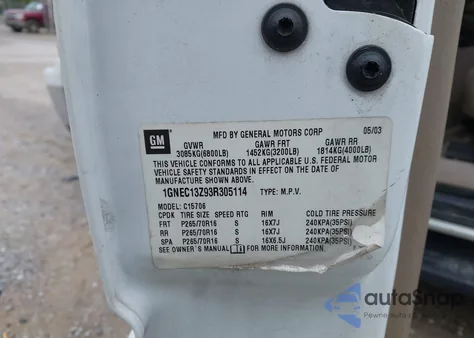 GM
MFD BY GENERAL MOTORS CORP 05/03
GVWR GAWR FRT GAWR RR
3085KG(6800LB) 1452KG(3200LB) 1814KG(4000LB)
THIS VEHICLE CONFORMS TO ALL APPLICABLE U.S. FEDERAL MOTOR
VEHICLE SAFETY STANDARDS IN EFFECT ON THE DATE OF
MANUFACTURE SHOWN ABOVE.
1GNEC13Z93R305114 TYPE: M.P.V.
MODEL: C15706
CPDK TIRE SIZE SPEED RTG RIM COLD TIRE PRESSURE
FRT P265/70R16 S 16X7J 240KPA(35PSI)
RR P265/70R16 S 16X7J 240KPA(35PSI)
SPA P265/70R16 S 16X6.5J 240KPA(35PSI)
SEE OWNER'S MANUAL FOR MORE INFORMATION.
autoSnap